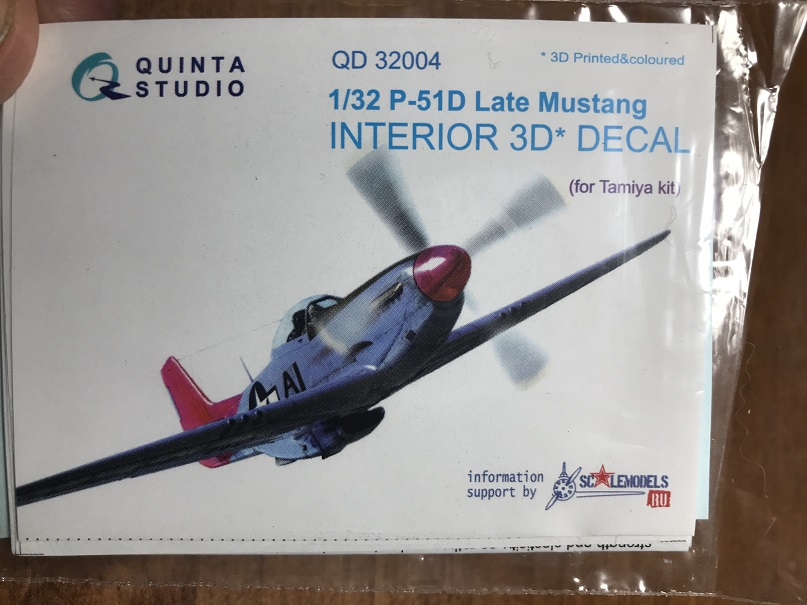 QUINTA
STUDIO
QD 32004
* 3D Printed&coloured
1/32 P-51D Late Mustang
INTERIOR 3D* DECAL
(for Tamiya kit)
A1
information
support by
SCALEMODELS
RU